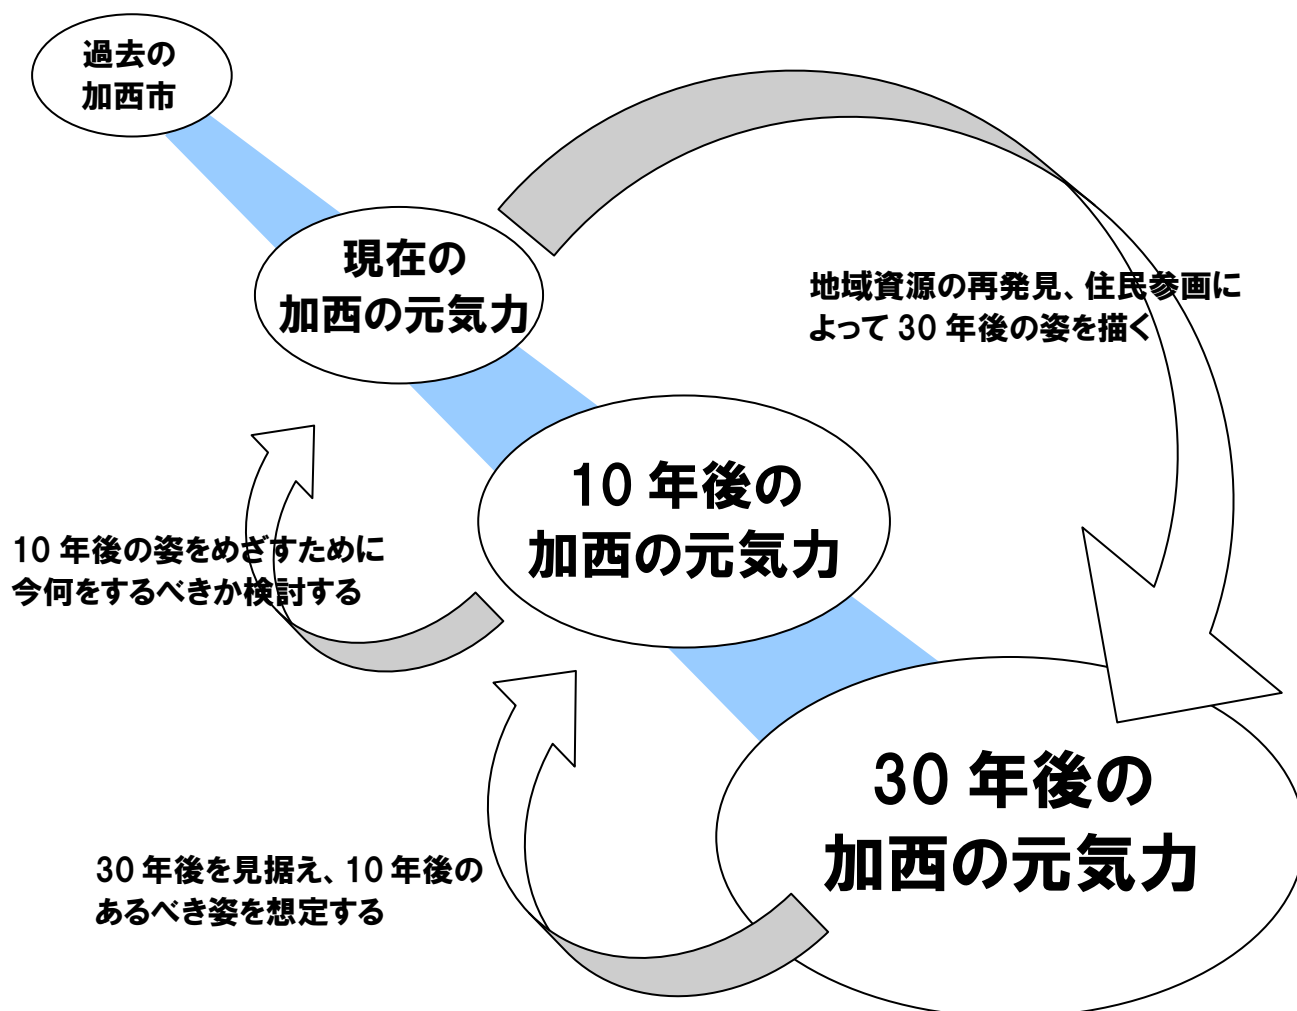 過去の
加西市
現在の
加西の元気力
地域資源の再発見、住民参画に
よって 30 年後の姿を描く
10 年後の
加西の元気力
10 年後の姿をめざすために
今何をするべきか検討する
30 年後の
加西の元気力
30 年後を見据え、10 年後の
あるべき姿を想定する